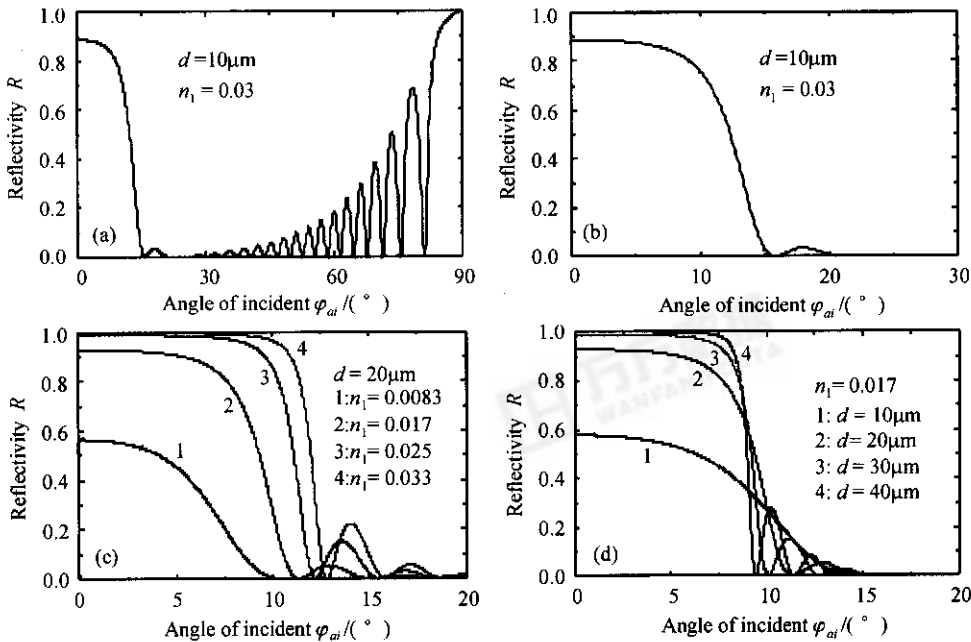 1.0
0.8
0.6
0.4
0.2
0.0
Reflectivity R
d =10μm
n₁ = 0.03
(a)
0 30 60 90
Angle of incident φai /( ° )
1.0
0.8
0.6
0.4
0.2
0.0
Reflectivity R
d =10μm
n₁ = 0.03
(b)
0 10 20 30
Angle of incident φai /( ° )
1.0
0.8
0.6
0.4
0.2
0.0
Reflectivity R
4
3
2
1
d = 20μm
1:n₁= 0.0083
2:n₁= 0.017
3:n₁= 0.025
4:n₁= 0.033
(c)
0 5 10 15 20
Angle of incident φai /( ° )
1.0
0.8
0.6
0.4
0.2
0.0
Reflectivity R
4
3
2
1
n₁= 0.017
1: d = 10μm
2: d = 20μm
3: d = 30μm
4: d = 40μm
(d)
0 5 10 15 20
Angle of incident φai /( ° )